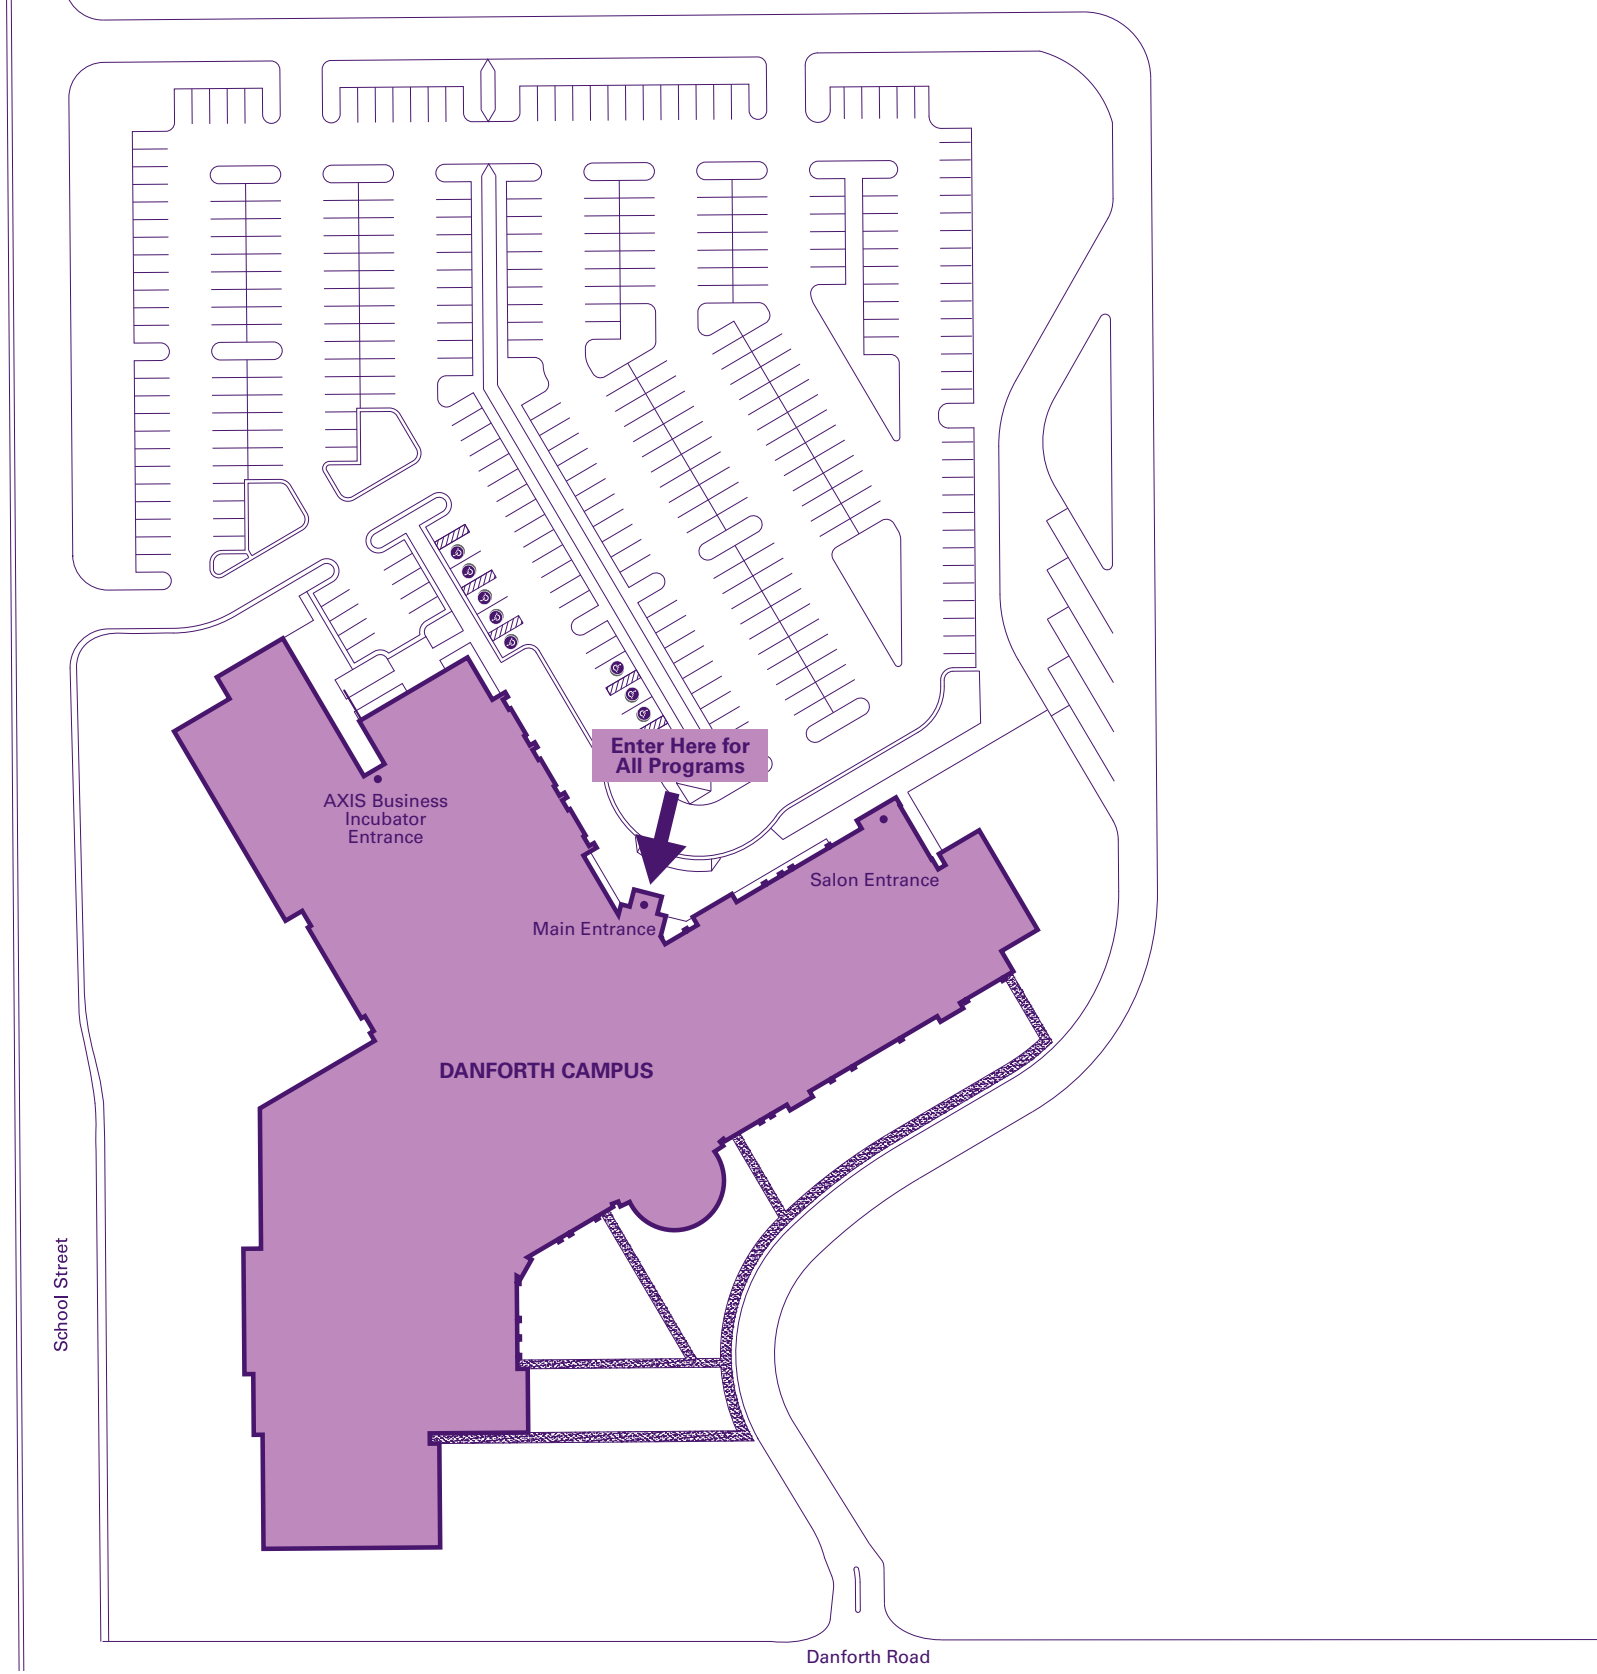 Enter Here for
All Programs
AXIS Business
Incubator
Entrance
Salon Entrance
Main Entrance
DANFORTH CAMPUS
School Street
Danforth Road